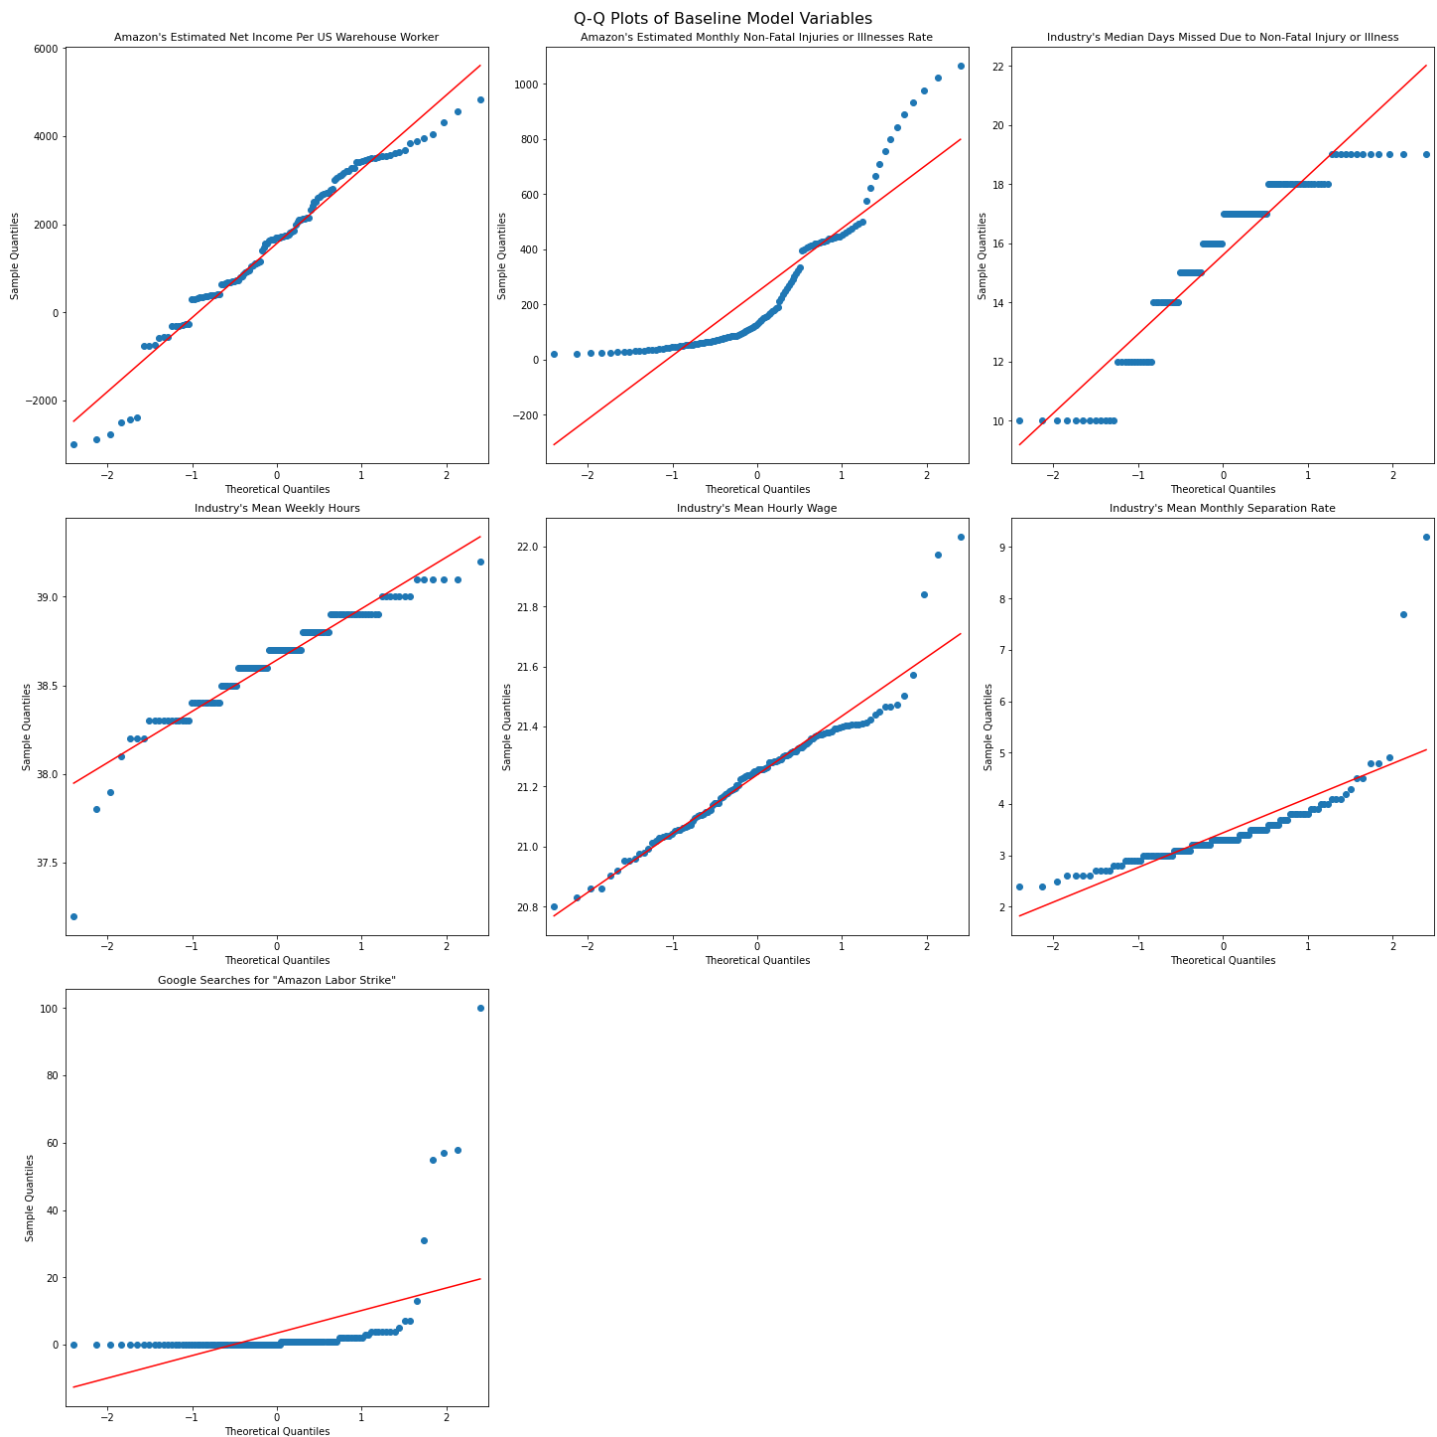 Q-Q Plots of Baseline Model Variables
Amazon's Estimated Net Income Per US Warehouse Worker
6000
4000
2000
0
−2000
Sample Quantiles
−2 −1 0 1 2
Theoretical Quantiles
Amazon's Estimated Monthly Non-Fatal Injuries or Illnesses Rate
1000
800
600
400
200
0
−200
Sample Quantiles
−2 −1 0 1 2
Theoretical Quantiles
Industry's Median Days Missed Due to Non-Fatal Injury or Illness
22
20
18
16
14
12
10
Sample Quantiles
−2 −1 0 1 2
Theoretical Quantiles
Industry's Mean Weekly Hours
39.0
38.5
38.0
37.5
Sample Quantiles
−2 −1 0 1 2
Theoretical Quantiles
Industry's Mean Hourly Wage
22.0
21.8
21.6
21.4
21.2
21.0
20.8
Sample Quantiles
−2 −1 0 1 2
Theoretical Quantiles
Industry's Mean Monthly Separation Rate
9
8
7
6
5
4
3
2
Sample Quantiles
−2 −1 0 1 2
Theoretical Quantiles
Google Searches for "Amazon Labor Strike"
100
80
60
40
20
0
Sample Quantiles
−2 −1 0 1 2
Theoretical Quantiles